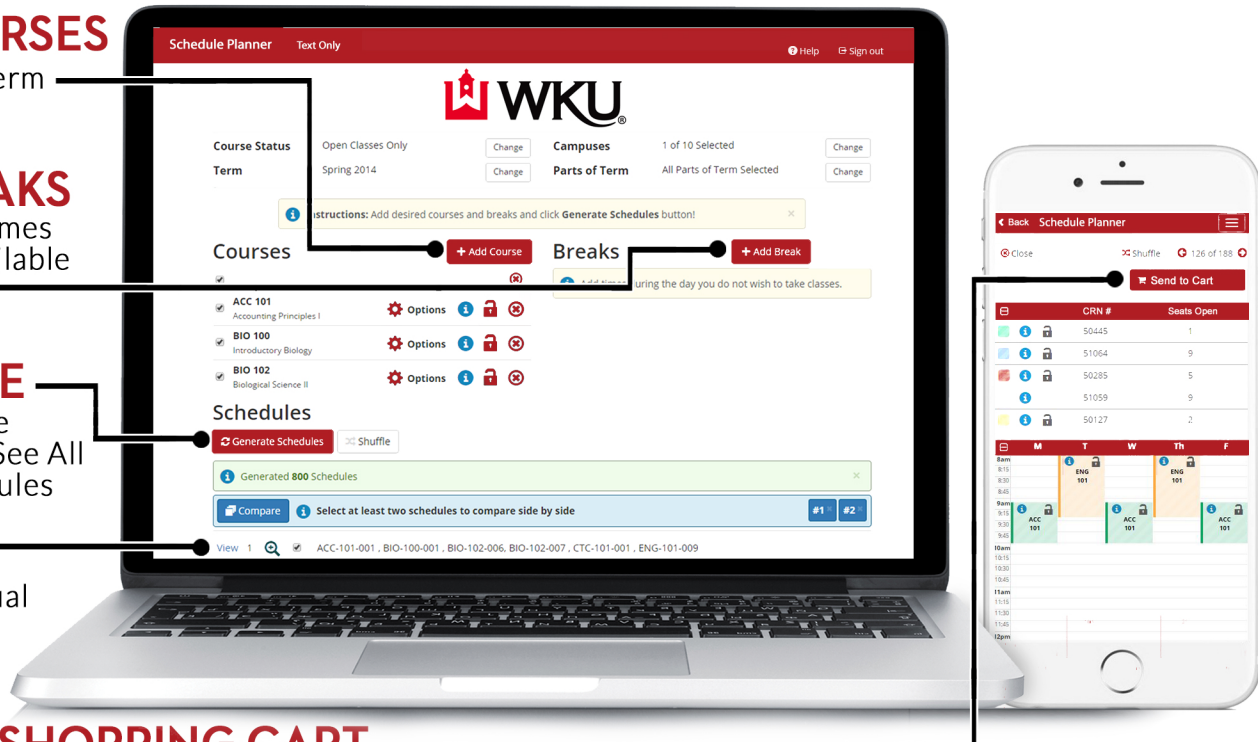 RSES
erm
AKS
mes
ilable
E
e
See All
ules
ual
SHOPPING CART
Schedule Planner Text Only Help Sign out
WKU®
Course Status Open Classes Only Change Campuses 1 of 10 Selected Change
Term Spring 2014 Change Parts of Term All Parts of Term Selected Change
structions: Add desired courses and breaks and click Generate Schedules button! ×
Courses + Add Course Breaks + Add Break
Add times during the day you do not wish to take classes.
ACC 101
Accounting Principles I Options
BIO 100
Introductory Biology Options
BIO 102
Biological Science II Options
Schedules
Generate Schedules Shuffle
Generated 800 Schedules ×
Compare Select at least two schedules to compare side by side #1 × #2 ×
View 1 ACC-101-001 , BIO-100-001 , BIO-102-006, BIO-102-007 , CTC-101-001 , ENG-101-009
Back Schedule Planner
Close Shuffle 126 of 188
Send to Cart
CRN # Seats Open
50445 1
51064 9
50285 5
51059 9
50127 2
M T W Th F
8am
8:15 ENG ENG
8:30 101 101
8:45
9am
9:15 ACC ACC ACC
9:30 101 101 101
9:45
10am
10:15
10:30
10:45
11am
11:15
11:30
11:45
12pm